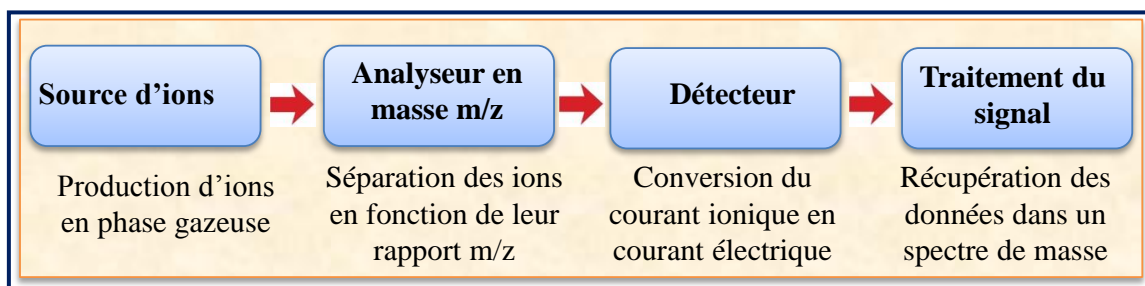 Source d'ions
Analyseur en
masse m/z
Détecteur
Traitement du
signal
Production d'ions
en phase gazeuse
Séparation des ions
en fonction de leur
rapport m/z
Conversion du
courant ionique en
courant électrique
Récupération des
données dans un
spectre de masse